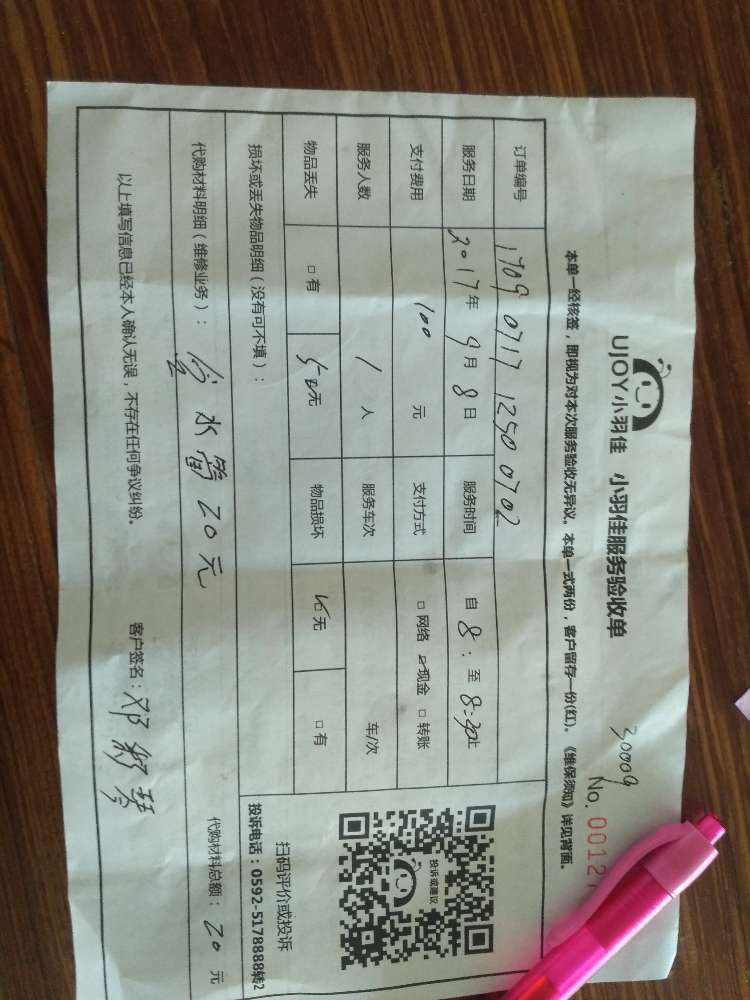 UJOY小羽佳 小羽佳服务验收单
30009
No. 0012
本单一经核签，即视为对本次服务验收无异议。本单一式两份，客户留存一份(红)。《维保须知》详见背面。
订单编号 1709 0717 1250 0702
服务日期 2017年 9月 8日 服务时间 自 8 : 至 8:30止
支付费用 100 元 支付方式 □ 网络 ☑ 现金 □ 转账
服务人数 1 人 服务车次 车/次
物品丢失 □ 有 ☑ 无 物品损坏 ☑ 无 □ 有
损坏或丢失物品明细（没有可不填）：
代购材料明细（维修业务）： 水管 20元
代购材料总额： 20 元
以上填写信息已经本人确认无误，不存在任何争议纠纷。
客户签名：邓
投诉或建议
扫码评价或投诉
投诉电话：0592-5178888转2